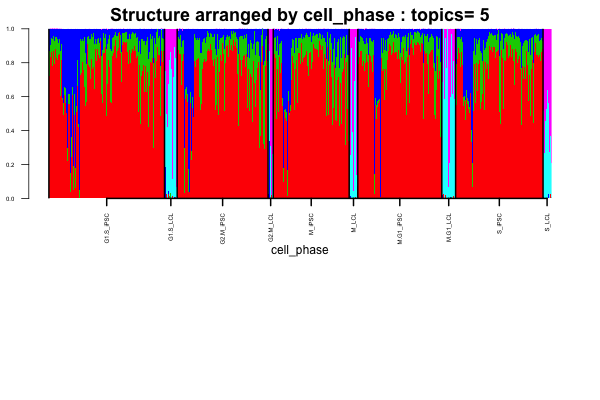 Structure arranged by cell_phase : topics= 5
1.0
0.8
0.6
0.4
0.2
0.0
G1.S_iPSC
G1.S_LCL
G2.M_iPSC
G2.M_LCL
M_iPSC
M_LCL
M.G1_iPSC
M.G1_LCL
S_iPSC
S_LCL
cell_phase